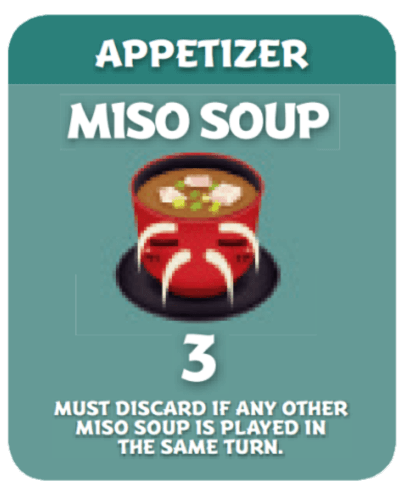 APPETIZER
MISO SOUP
3
MUST DISCARD IF ANY OTHER
MISO SOUP IS PLAYED IN
THE SAME TURN.